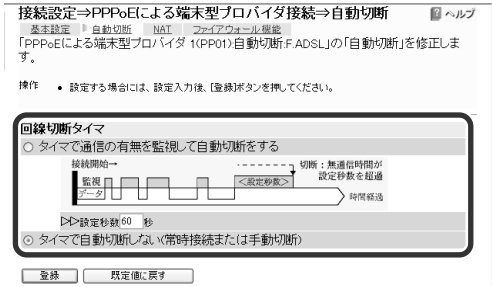 接続設定⇒PPPoEによる端末型プロバイダ接続⇒自動切断
ヘルプ
基本設定 自動切断 NAT ファイアウォール機能
「PPPoEによる端末型プロバイダ 1(PP01):自動切断:F.ADSL」の「自動切断」を修正しま
す。
操作 • 設定する場合には、設定入力後、[登録]ボタンを押してください。
回線切断タイマ
タイマで通信の有無を監視して自動切断をする
接続開始→
切断：無通信時間が
設定秒数を超過
監視
<設定秒数>
データ
時間経過
▷▷設定秒数 60 秒
タイマで自動切断しない(常時接続または手動切断)
登録 既定値に戻す